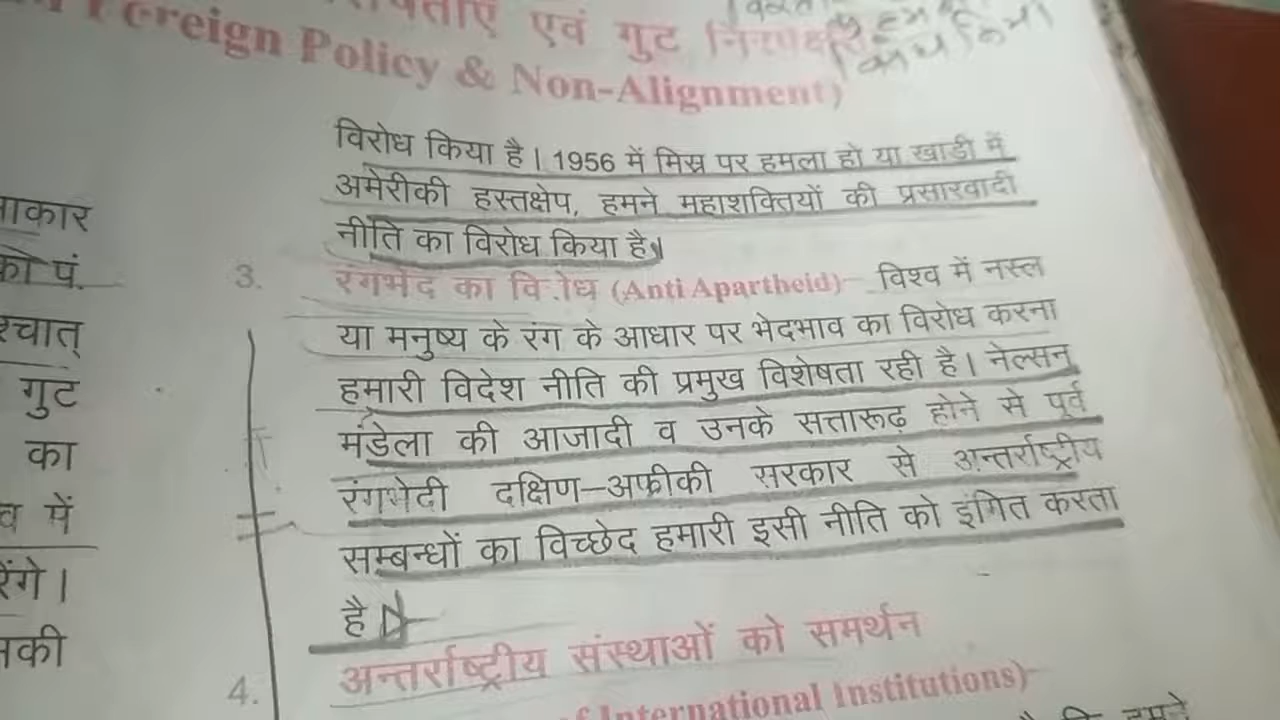 एवं गुट
Foreign Policy & Non-Alignment)
विरोध किया है। 1956 में मिस्र पर हमला हो या खाडी में
अमेरीकी हस्तक्षेप, हमने महाशक्तियों की प्रसारवादी
नीति का विरोध किया है।
3. रंगभेद का वि.ोध (Anti Apartheid)- विश्व में नस्ल
या मनुष्य के रंग के आधार पर भेदभाव का विरोध करना
हमारी विदेश नीति की प्रमुख विशेषता रही है। नेल्सन
मंडेला की आजादी व उनके सत्तारूढ़ होने से पूर्व
रंगभेदी दक्षिण–अफ्रीकी सरकार से अन्तर्राष्ट्रीय
सम्बन्धों का विच्छेद हमारी इसी नीति को इंगित करता
है।
4. अन्तर्राष्ट्रीय संस्थाओं को समर्थन
International Institutions)-
को पं.
गुट
का
में